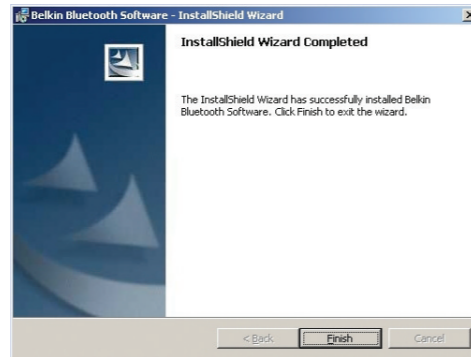 Belkin Bluetooth Software - InstallShield Wizard
InstallShield Wizard Completed
The InstallShield Wizard has successfully installed Belkin
Bluetooth Software. Click Finish to exit the wizard.
< Back
Finish
Cancel